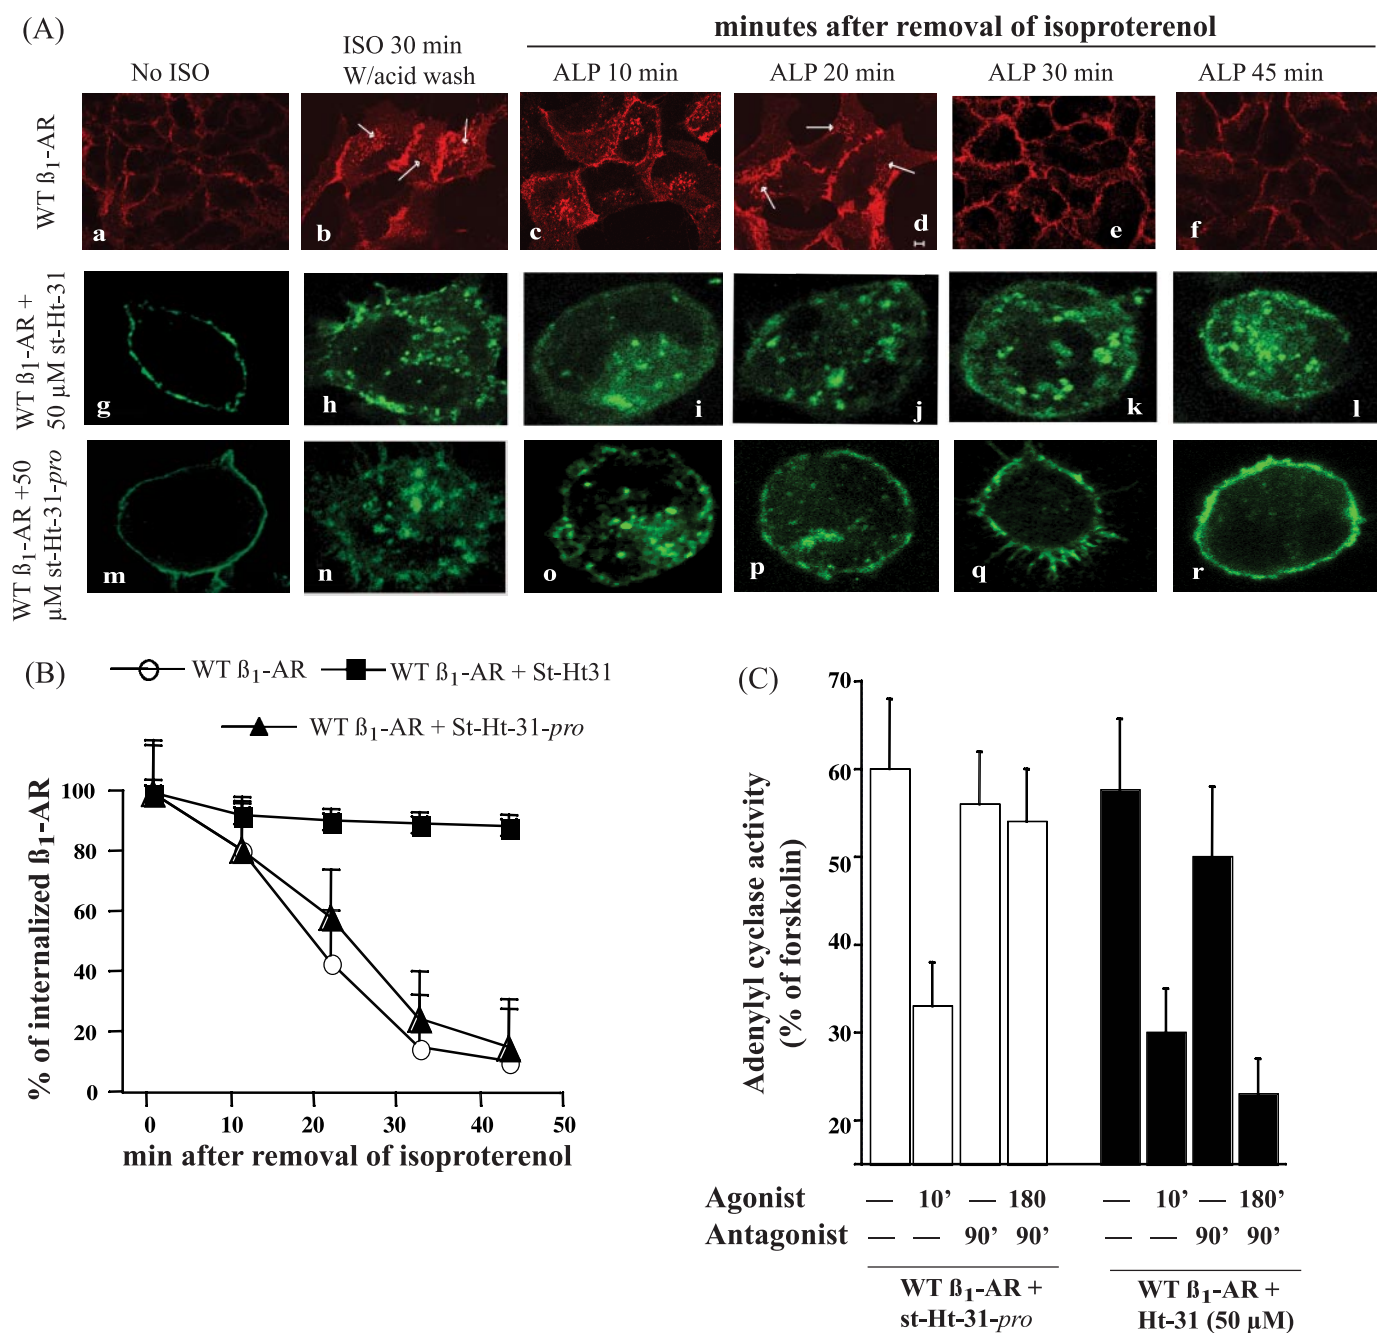 (A)
minutes after removal of isoproterenol
No ISO
ISO 30 min
W/acid wash
ALP 10 min
ALP 20 min
ALP 30 min
ALP 45 min
WT ß1-AR
a
b
c
d
e
f
WT ß1-AR +
50 µM st-Ht-31
g
h
i
j
k
l
WT ß1-AR +50
µM st-Ht-31-pro
m
n
o
p
q
r
(B)
WT ß1-AR
WT ß1-AR + St-Ht31
WT ß1-AR + St-Ht-31-pro
% of internalized ß1-AR
100
80
60
40
20
0
0 10 20 30 40 50
min after removal of isoproterenol
(C)
Adenylyl cyclase activity
(% of forskolin)
70
60
50
40
30
20
Agonist — 10’ — 180 — 10’ — 180’
Antagonist — — 90’ 90’ — — 90’ 90’
WT ß1-AR +
st-Ht-31-pro
WT ß1-AR +
Ht-31 (50 µM)